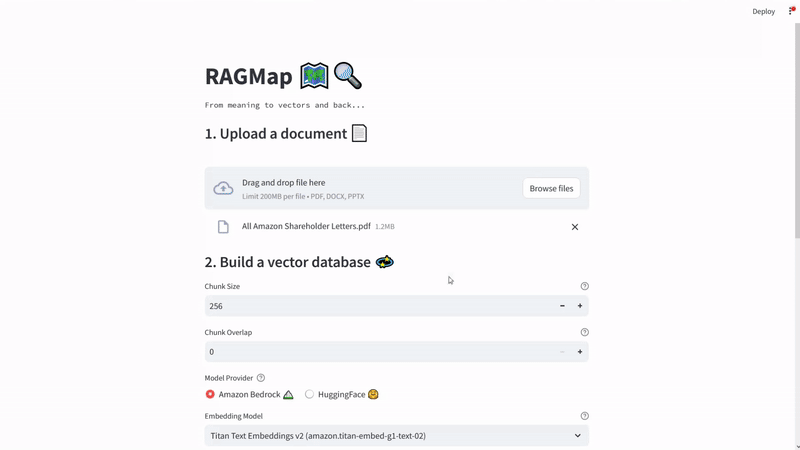 Deploy
RAGMap
From meaning to vectors and back...
1. Upload a document
Drag and drop file here
Limit 200MB per file • PDF, DOCX, PPTX
Browse files
All Amazon Shareholder Letters.pdf 1.2MB
2. Build a vector database
Chunk Size
256
Chunk Overlap
0
Model Provider
Amazon Bedrock HuggingFace
Embedding Model
Titan Text Embeddings v2 (amazon.titan-embed-g1-text-02)